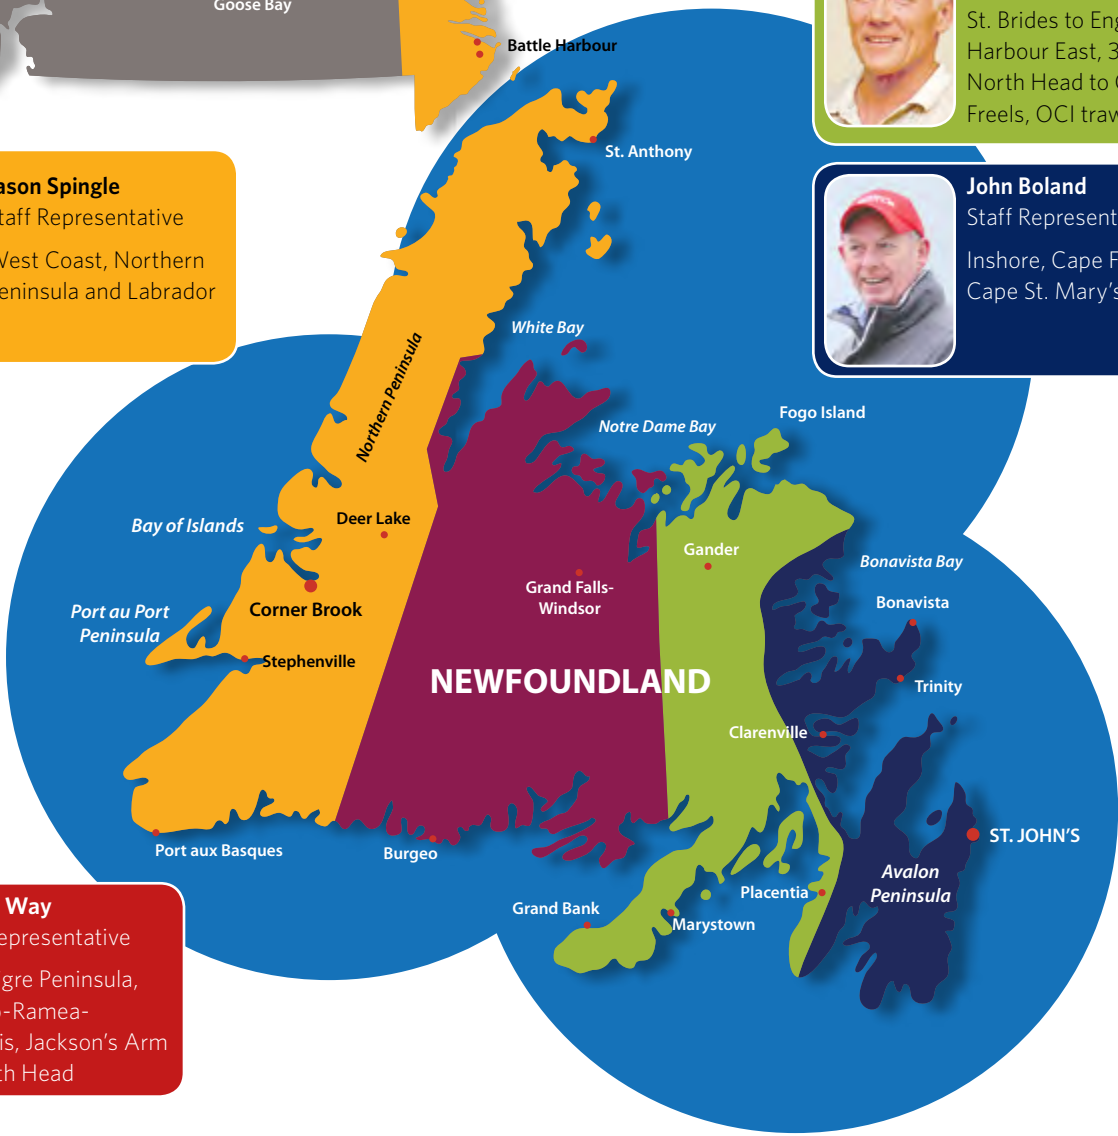 Goose Bay
Battle Harbour
St. Anthony
St. Brides to Eng
Harbour East, 3
North Head to
Freels, OCI traw
John Boland
Staff Represent
Inshore, Cape F
Cape St. Mary's
ason Spingle
taff Representative
West Coast, Northern
eninsula and Labrador
White Bay
Northern Peninsula
Notre Dame Bay
Fogo Island
Bay of Islands
Deer Lake
Gander
Bonavista Bay
Grand Falls-
Windsor
Bonavista
Corner Brook
Port au Port
Peninsula
Stephenville
NEWFOUNDLAND
Trinity
Clarenville
ST. JOHN'S
Port aux Basques
Burgeo
Avalon
Peninsula
Placentia
Grand Bank
Marystown
Way
epresentative
gre Peninsula,
o-Ramea-
is, Jackson's Arm
th Head